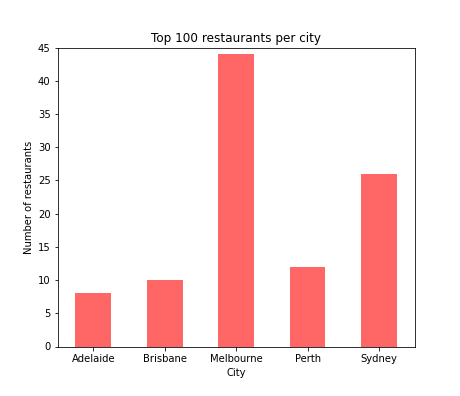 Top 100 restaurants per city
45
40
35
30
25
20
15
10
5
0
Number of restaurants
Adelaide Brisbane Melbourne Perth Sydney
City